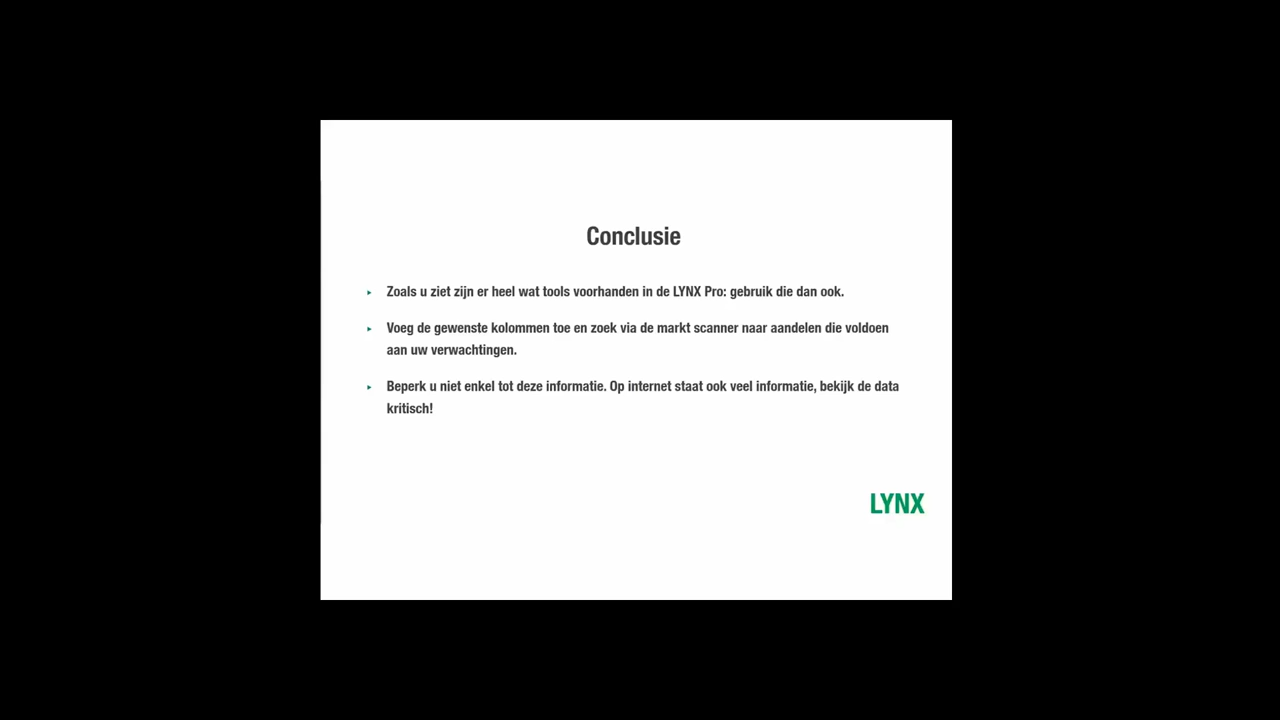 Conclusie
▸ Zoals u ziet zijn er heel wat tools voorhanden in de LYNX Pro: gebruik die dan ook.
▸ Voeg de gewenste kolommen toe en zoek via de markt scanner naar aandelen die voldoen
aan uw verwachtingen.
▸ Beperk u niet enkel tot deze informatie. Op internet staat ook veel informatie, bekijk de data
kritisch!
LYNX